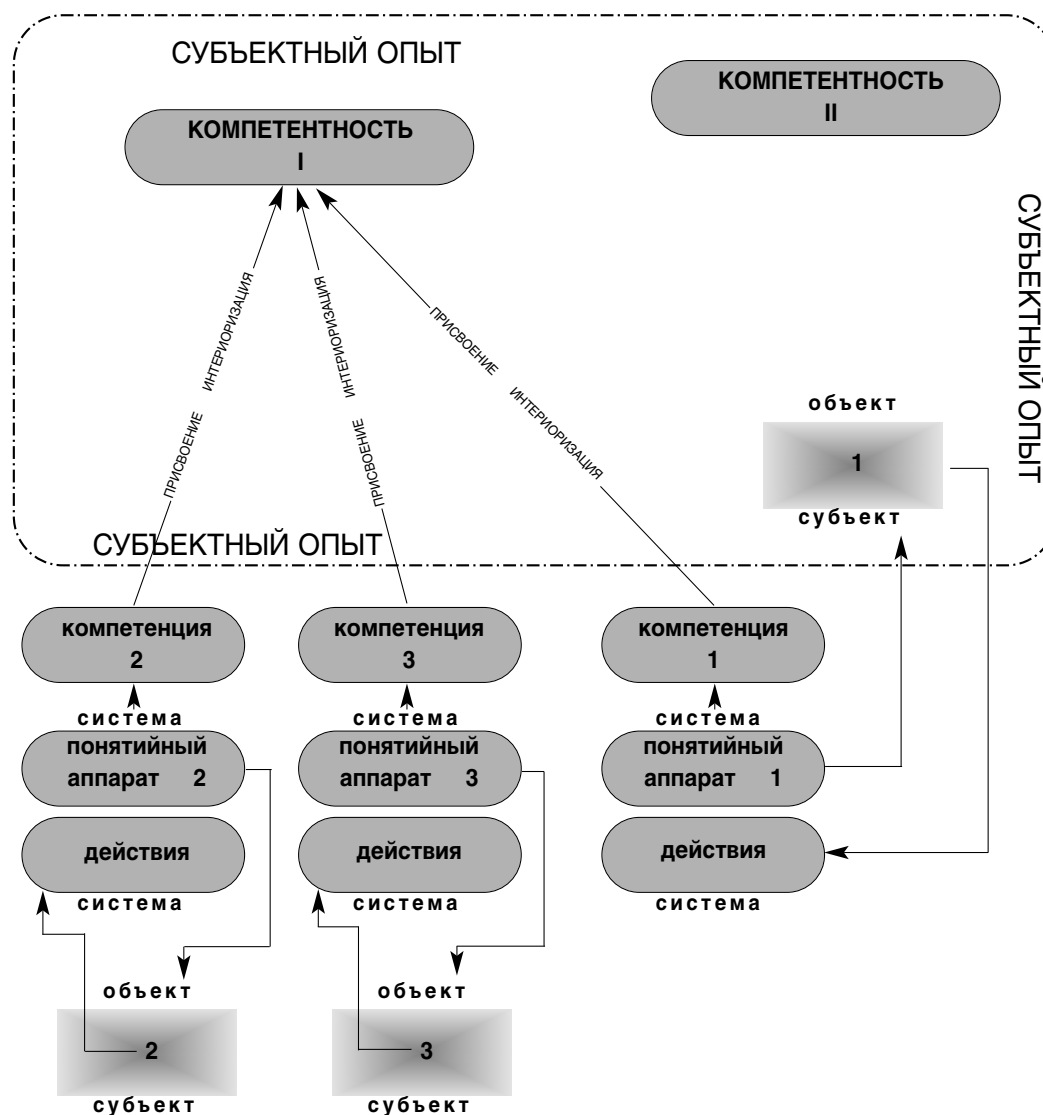 СУБЪЕКТНЫЙ ОПЫТ
КОМПЕТЕНТНОСТЬ
II
КОМПЕТЕНТНОСТЬ
I
СУБЪЕКТНЫЙ ОПЫТ
ПРИСВОЕНИЕ ИНТЕРИОРИЗАЦИЯ
ПРИСВОЕНИЕ ИНТЕРИОРИЗАЦИЯ
ПРИСВОЕНИЕ ИНТЕРИОРИЗАЦИЯ
объект
1
субъект
СУБЪЕКТНЫЙ ОПЫТ
компетенция
2
компетенция
3
компетенция
1
система
система
система
понятийный
аппарат 2
понятийный
аппарат 3
понятийный
аппарат 1
действия
действия
действия
система
система
система
объект
2
субъект
объект
3
субъект